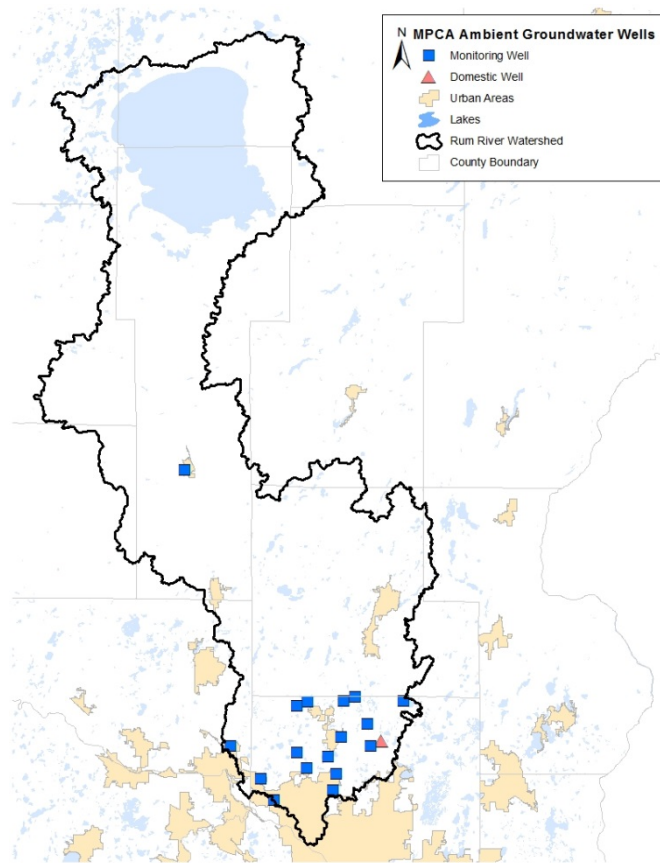 N MPCA Ambient Groundwater Wells
Monitoring Well
Domestic Well
Urban Areas
Lakes
Rum River Watershed
County Boundary